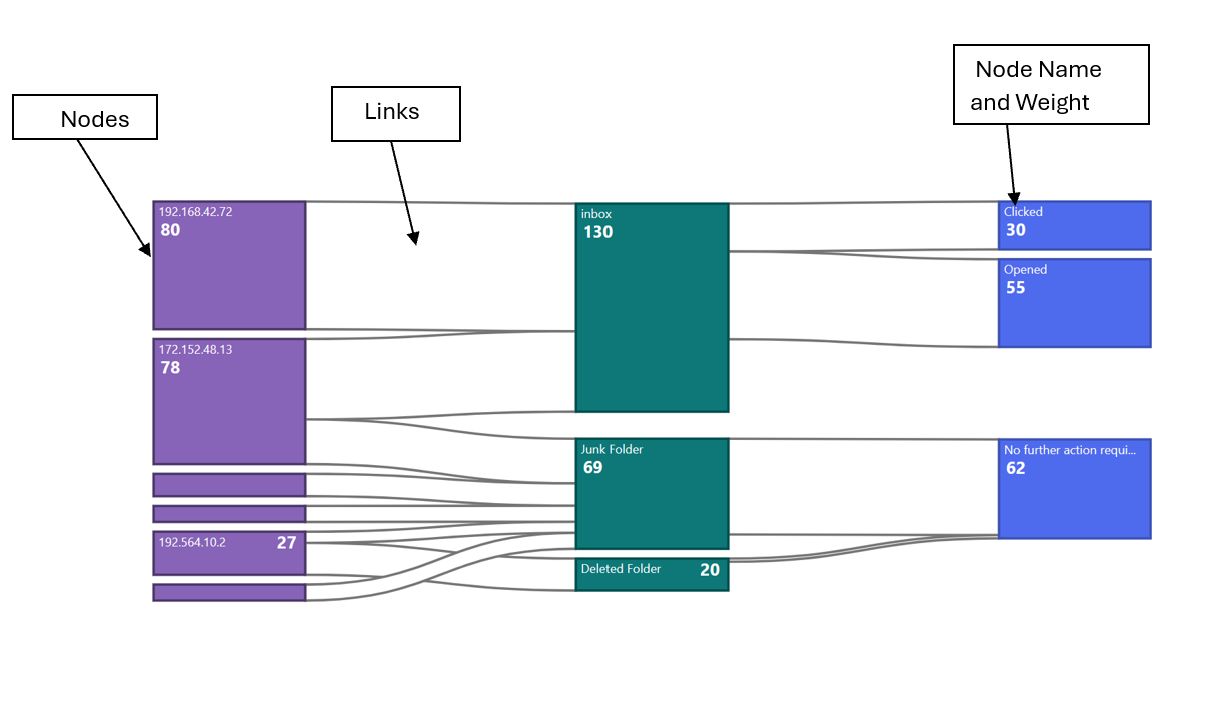 Nodes
Links
Node Name
and Weight
192.168.42.72
80
172.152.48.13
78
192.564.10.2 27
inbox
130
Junk Folder
69
Deleted Folder 20
Clicked
30
Opened
55
No further action requi...
62